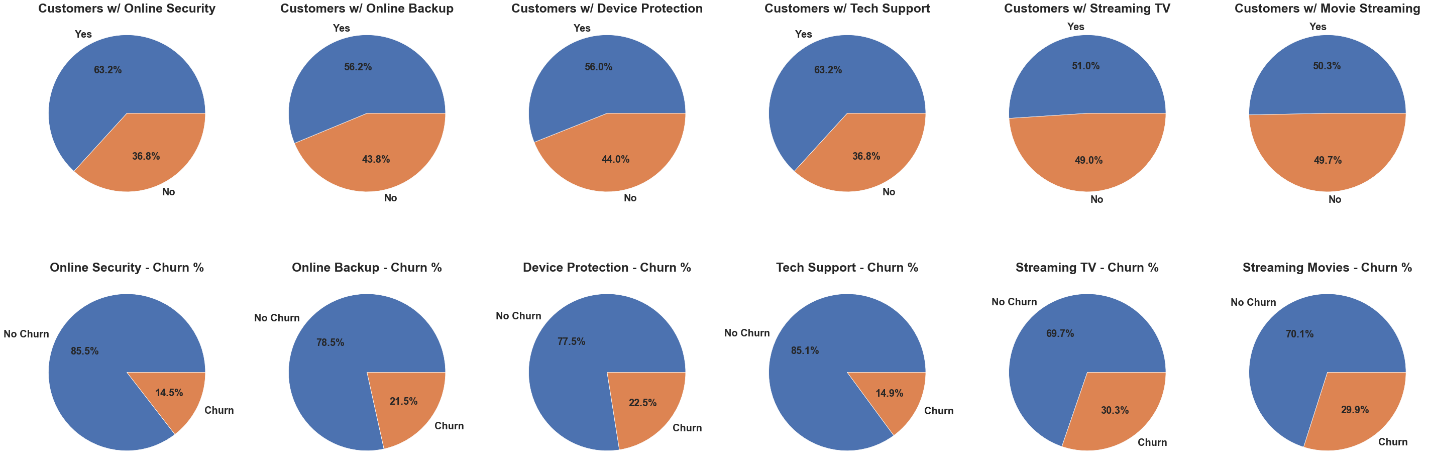 Customers w/ Online Security
Yes
63.2%
36.8%
No
Customers w/ Online Backup
Yes
56.2%
43.8%
No
Customers w/ Device Protection
Yes
56.0%
44.0%
No
Customers w/ Tech Support
Yes
63.2%
36.8%
No
Customers w/ Streaming TV
Yes
51.0%
49.0%
No
Customers w/ Movie Streaming
Yes
50.3%
49.7%
No
Online Security - Churn %
No Churn
85.5%
14.5%
Churn
Online Backup - Churn %
No Churn
78.5%
21.5%
Churn
Device Protection - Churn %
No Churn
77.5%
22.5%
Churn
Tech Support - Churn %
No Churn
85.1%
14.9%
Churn
Streaming TV - Churn %
No Churn
69.7%
30.3%
Churn
Streaming Movies - Churn %
No Churn
70.1%
29.9%
Churn